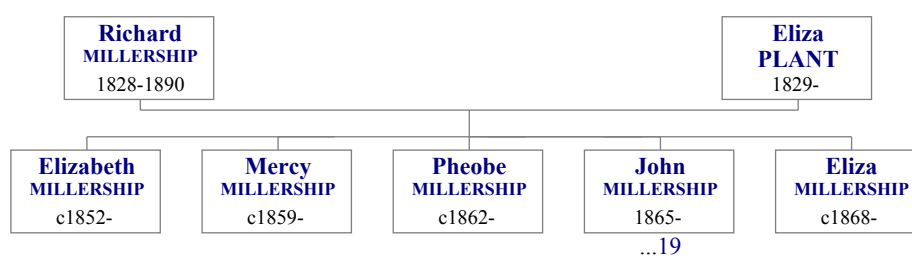 Richard
MILLERSHIP
1828-1890
Eliza
PLANT
1829-
Elizabeth
MILLERSHIP
c1852-
Mercy
MILLERSHIP
c1859-
Pheobe
MILLERSHIP
c1862-
John
MILLERSHIP
1865-
...19
Eliza
MILLERSHIP
c1868-